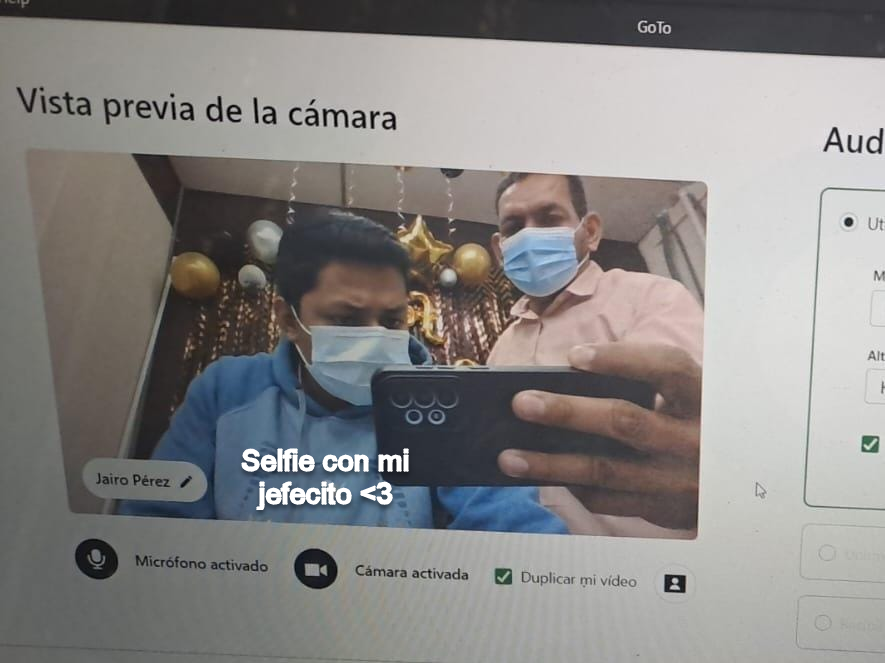 GoTo
Vista previa de la cámara
Jairo Pérez
Selfie con mi
jefecito <3
Micrófono activado
Cámara activada
Duplicar mi vídeo
Aud
Ut
M
Alt